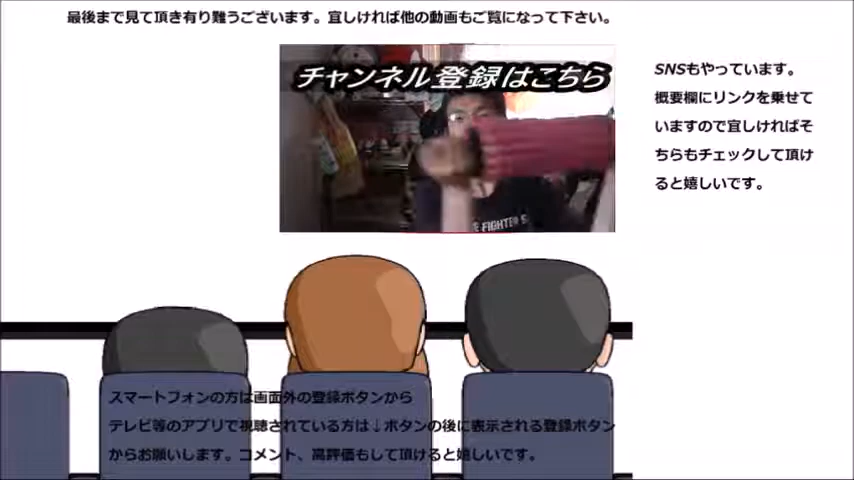 最後まで見て頂き有り難うございます。宜しければ他の動画もご覧になって下さい。
チャンネル登録はこちら
SNSもやっています。
概要欄にリンクを乗せて
いますので宜しければそ
ちらもチェックして頂け
ると嬉しいです。
FIGHTER
スマートフォンの方は画面外の登録ボタンから
テレビ等のアプリで視聴されている方は↓ボタンの後に表示される登録ボタン
からお願いします。コメント、高評価もして頂けると嬉しいです。